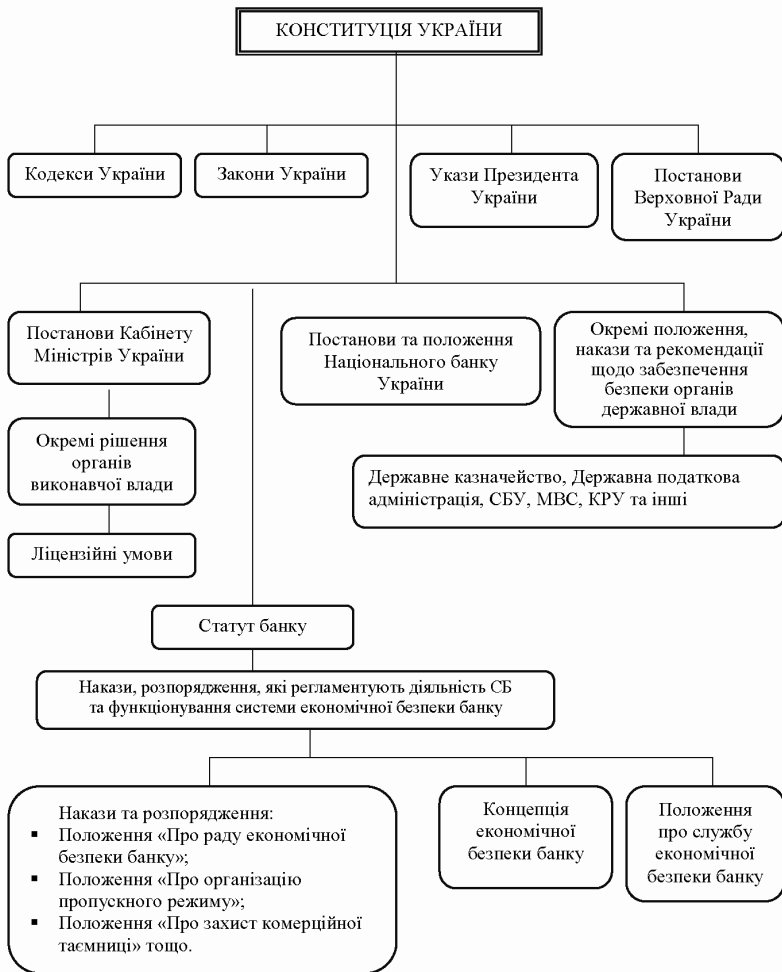 КОНСТИТУЦІЯ УКРАЇНИ
Кодекси України
Закони України
Укази Президента
України
Постанови
Верховної Ради
України
Постанови Кабінету
Міністрів України
Постанови та положення
Національного банку
України
Окремі положення,
накази та рекомендації
щодо забезпечення
безпеки органів
державної влади
Окремі рішення
органів
виконавчої влади
Державне казначейство, Державна податкова
адміністрація, СБУ, МВС, КРУ та інші
Ліцензійні умови
Статут банку
Накази, розпорядження, які регламентують діяльність СБ
та функціонування системи економічної безпеки банку
Накази та розпорядження:
▪ Положення «Про раду економічної
безпеки банку»;
▪ Положення «Про організацію
пропускного режиму»;
▪ Положення «Про захист комерційної
таємниці» тощо.
Концепція
економічної
безпеки банку
Положення
про службу
економічної
безпеки банку